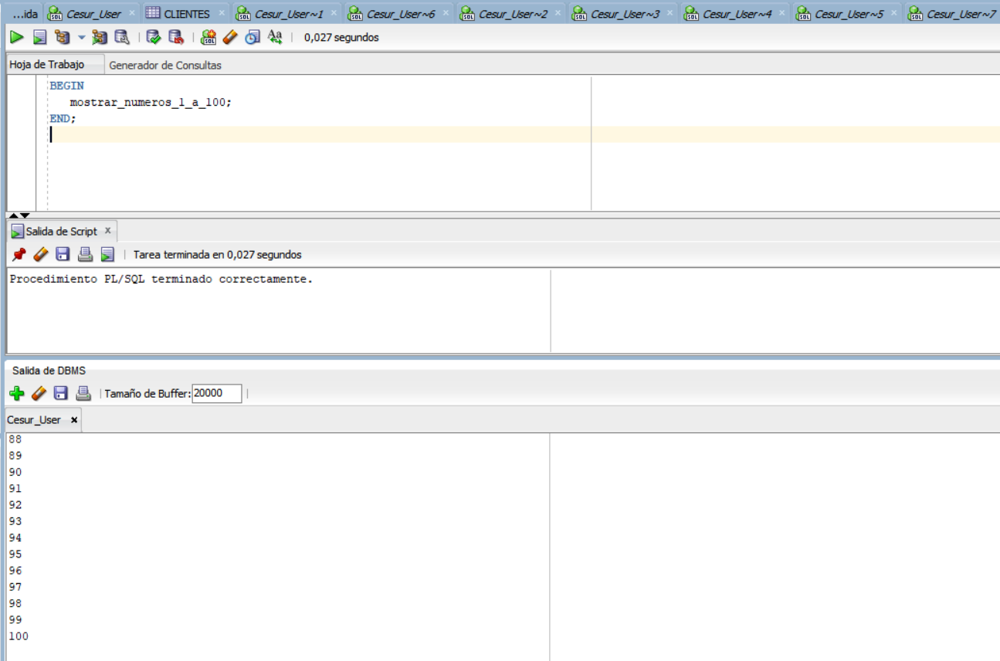 ...ida Cesur_User CLIENTES Cesur_User~1 Cesur_User~6 Cesur_User~2 Cesur_User~3 Cesur_User~4 Cesur_User~5 Cesur_User~7
0,027 segundos
Hoja de Trabajo Generador de Consultas
BEGIN
mostrar_numeros_1_a_100;
END;
Salida de Script
Tarea terminada en 0,027 segundos
Procedimiento PL/SQL terminado correctamente.
Salida de DBMS
Tamaño de Buffer: 20000
Cesur_User
88
89
90
91
92
93
94
95
96
97
98
99
100